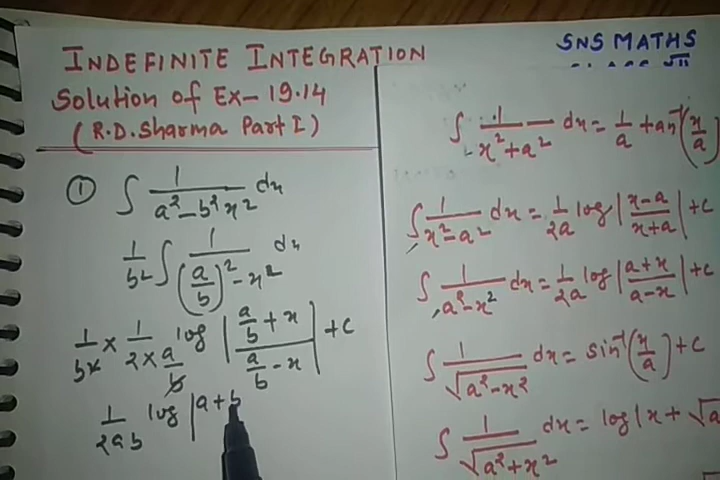 INDEFINITE INTEGRATION
Solution of Ex-19.14
(R.D. Sharma Part I)
① ∫ 1/(a²-b²x²) dx
1/b² ∫ 1/((a/b)²-x²) dx
1/b² × 1/(2×a/b) log |(a/b+x)/(a/b-x)| +c
1/2ab log |a+b
SNS MATHS
∫ 1/(x²+a²) dx = 1/a tan⁻¹(x/a)
∫ 1/(x²-a²) dx = 1/2a log |(x-a)/(x+a)| +c
∫ 1/(a²-x²) dx = 1/2a log |(a+x)/(a-x)| +c
∫ 1/√(a²-x²) dx = sin⁻¹(x/a) +c
∫ 1/√(a²+x²) dx = log|x+√a